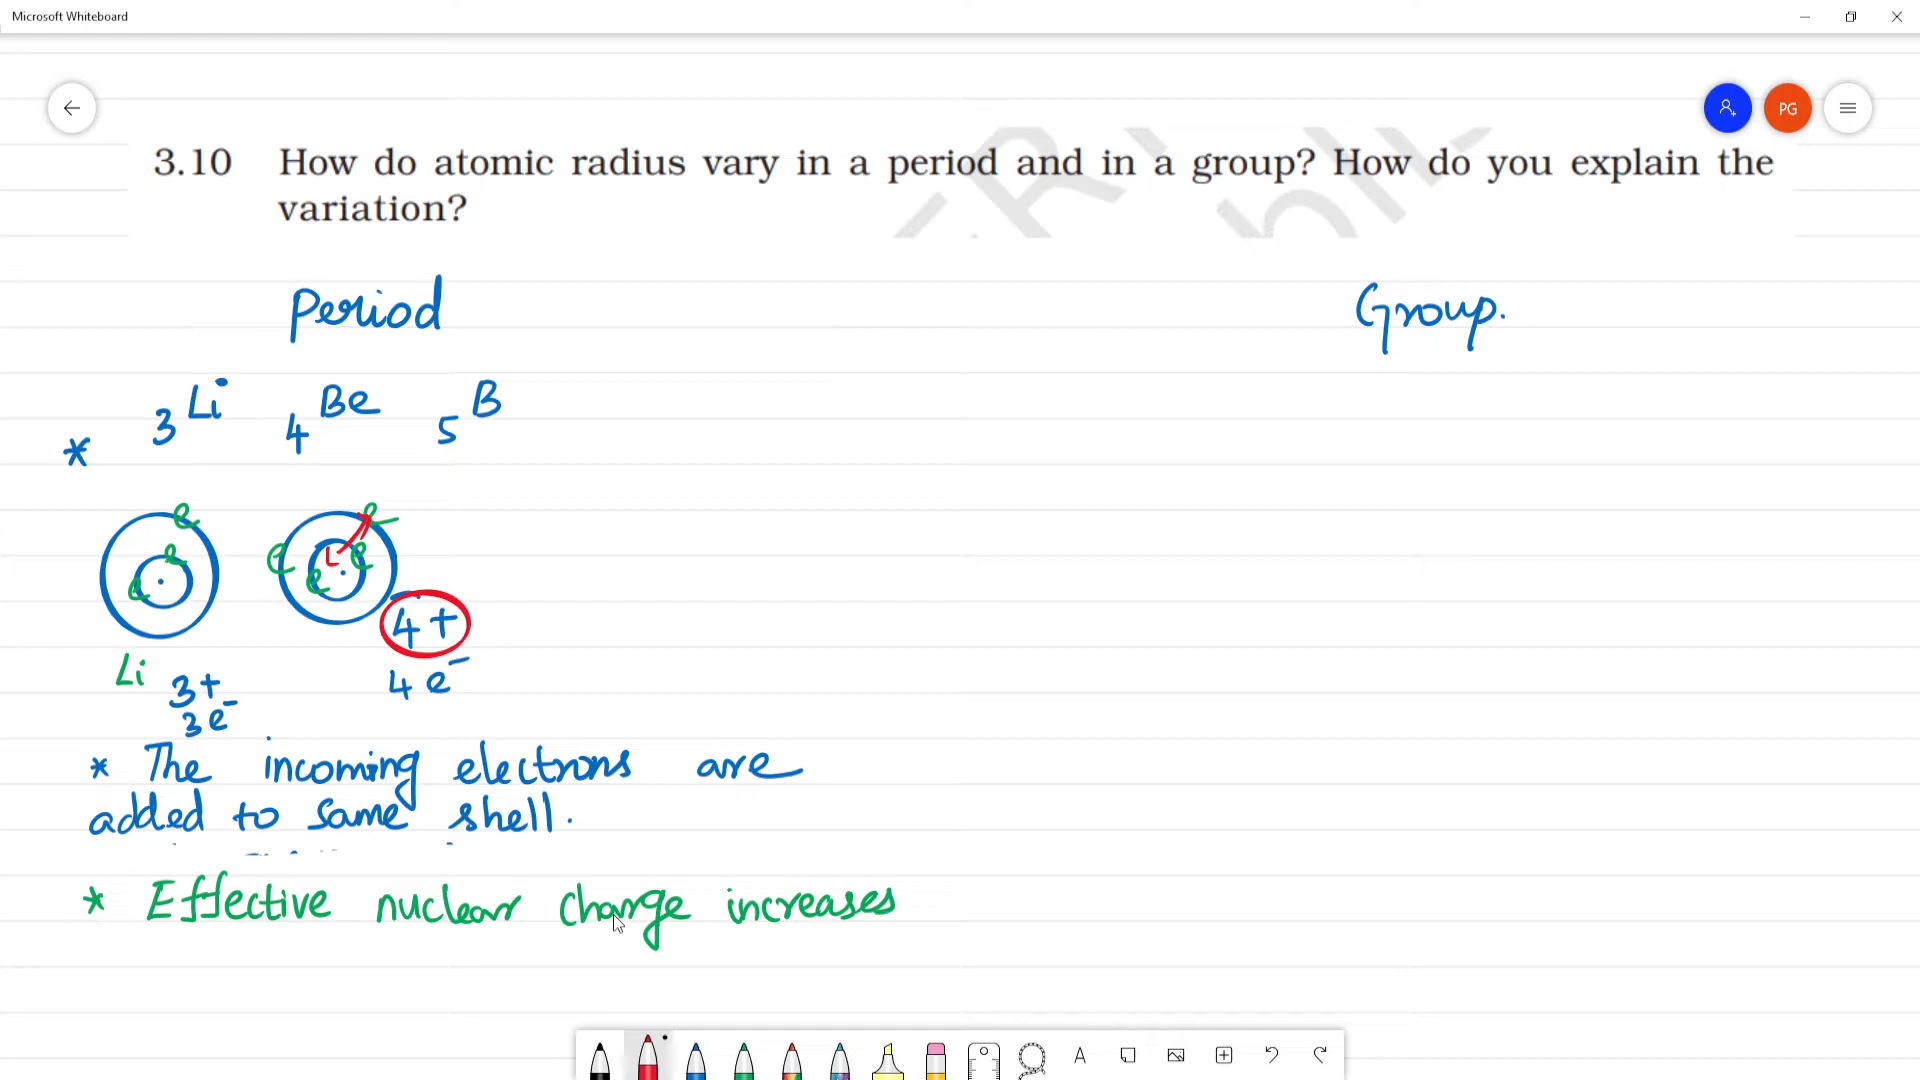 Microsoft Whiteboard
PG
3.10 How do atomic radius vary in a period and in a group? How do you explain the
variation?
Period Group.
3 Li 4 Be 5 B
*
e e
e e e
e e
L
4+
Li 3+ 4 e⁻
3 e⁻
* The incoming electrons are
added to same shell.
* Effective nuclear charge increases
A